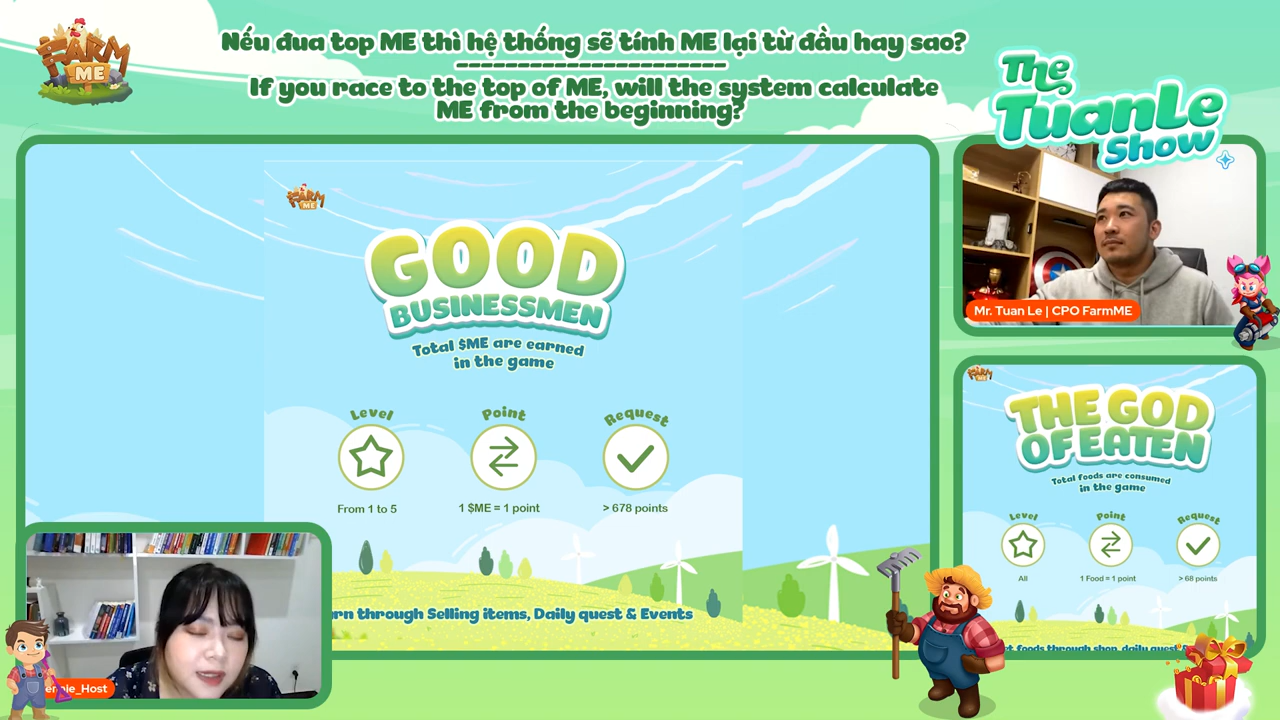 FARM
ME
Nếu đua top ME thì hệ thống sẽ tính ME lại từ đầu hay sao?
----------------------
If you race to the top of ME, will the system calculate
ME from the beginning?
The
TuanLe
Show
FARM
ME
GOOD
BUSINESSMEN
Total $ME are earned
in the game
Level
Point
Request
From 1 to 5
1 $ME = 1 point
> 678 points
through Selling items, Daily quest & Events
Mr. Tuan Le | CPO FarmME
FARM
ME
THE GOD
OF EATEN
Total foods are consumed
in the game
Level
Point
Request
All
1 Food = 1 point
> 68 points
foods through shop, daily quest
_Host